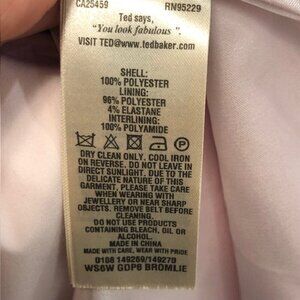 CA25459 RN95229
Ted says,
"You look fabulous".
VISIT TED@WWW.TEDBAKER.COM
SHELL:
100% POLYESTER
LINING:
96% POLYESTER
4% ELASTANE
INTERLINING:
100% POLYAMIDE
P
DRY CLEAN ONLY. COOL IRON
ON REVERSE. DO NOT LEAVE IN
DIRECT SUNLIGHT. DUE TO THE
DELICATE NATURE OF THIS
GARMENT, PLEASE TAKE CARE
WHEN WEARING WITH
JEWELLERY OR NEAR SHARP
OBJECTS. REMOVE BELT BEFORE
CLEANING.
DO NOT USE PRODUCTS
CONTAINING BLEACH, OIL OR
ALCOHOL.
MADE IN CHINA
MADE WITH CARE, WEAR WITH PRIDE
0108 149269/149270
WS6W GDP6 BROMLIE